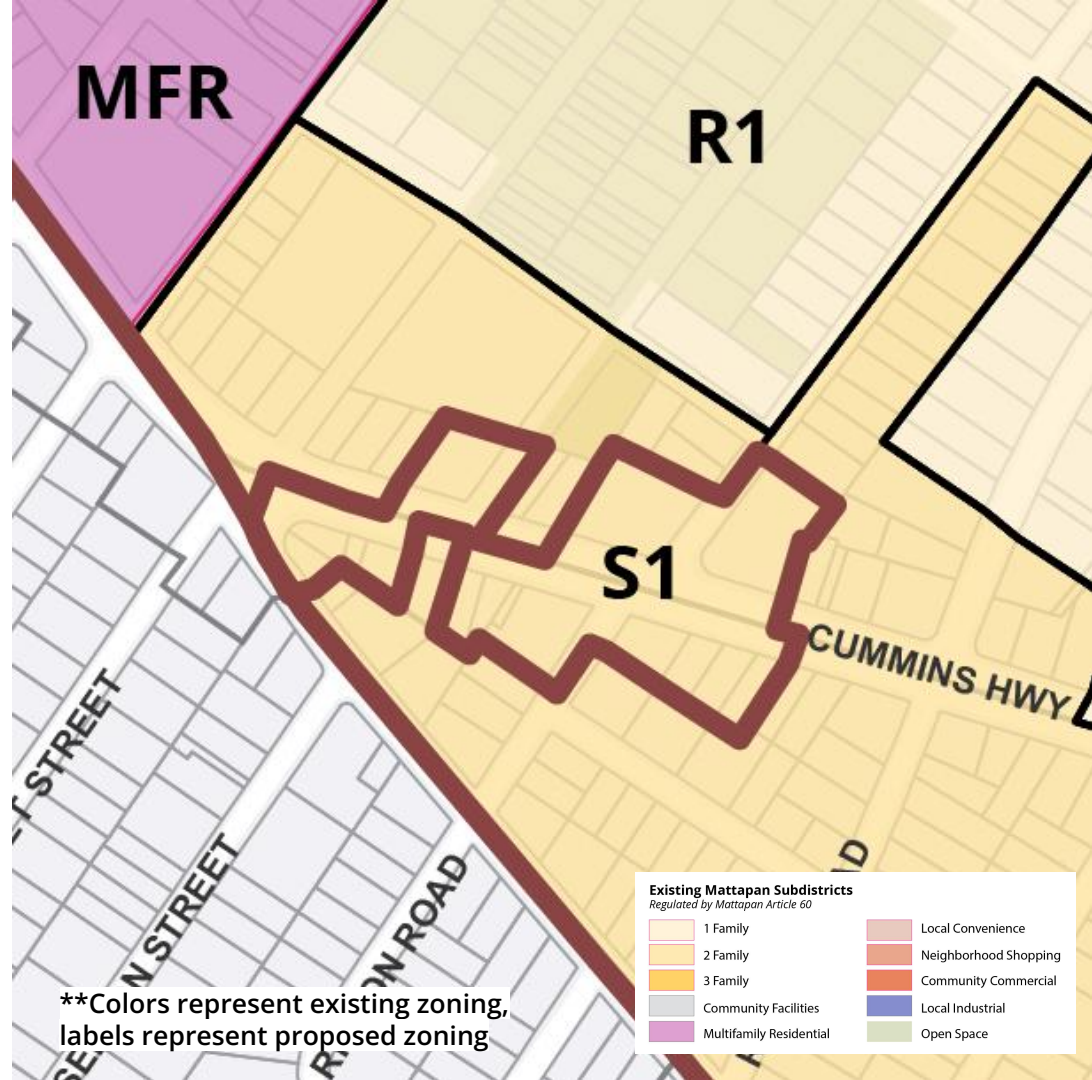 MFR
R1
S1
CUMMINS HWY
STREET
STREET
ROAD
Existing Mattapan Subdistricts
Regulated by Mattapan Article 60
1 Family
2 Family
3 Family
Community Facilities
Multifamily Residential
Local Convenience
Neighborhood Shopping
Community Commercial
Local Industrial
Open Space
**Colors represent existing zoning,
labels represent proposed zoning